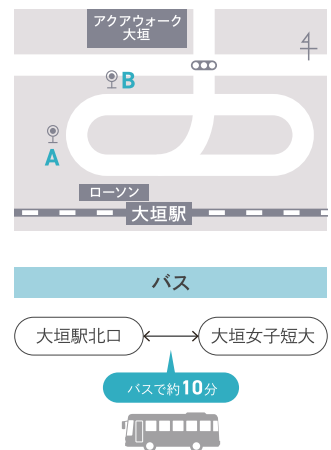 アクアウォーク
大垣
B
A
ローソン
大垣駅
バス
大垣駅北口
大垣女子短大
バスで約10分